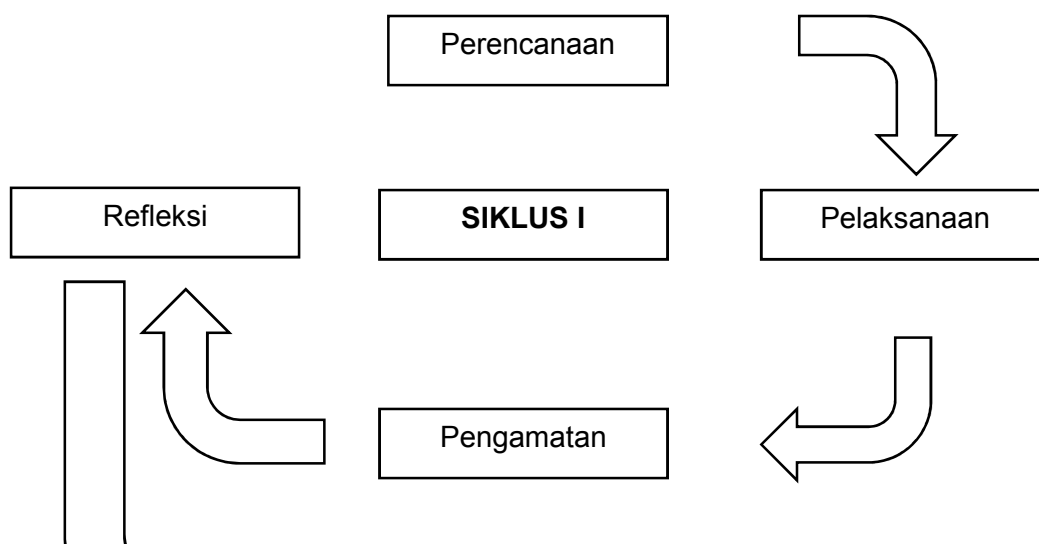 Perencanaan
Refleksi
SIKLUS I
Pelaksanaan
Pengamatan